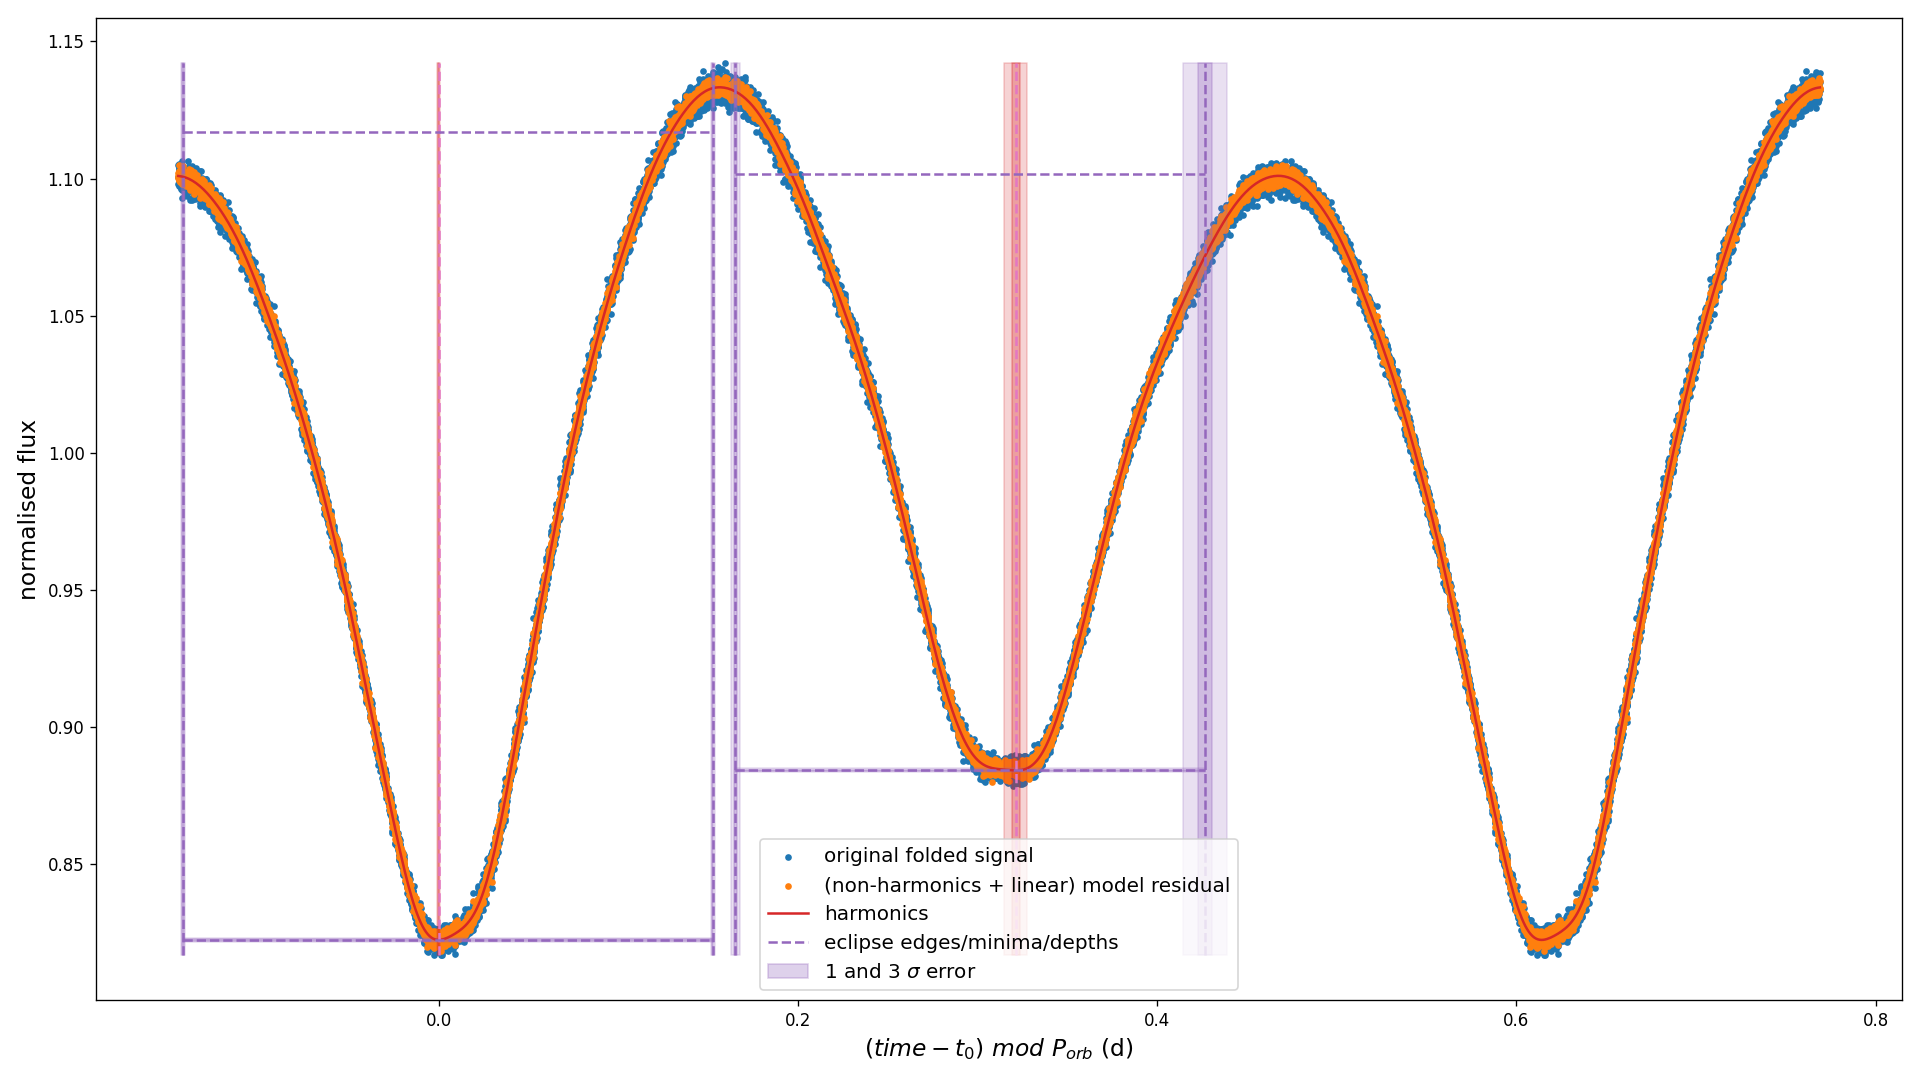 1.15
1.10
1.05
1.00
0.95
0.90
0.85
normalised flux
original folded signal
(non-harmonics + linear) model residual
harmonics
eclipse edges/minima/depths
1 and 3 σ error
0.0 0.2 0.4 0.6 0.8
(time − t₀) mod Pₒᵣb (d)